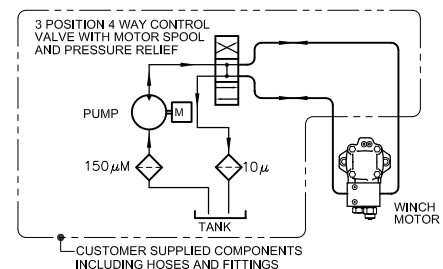 3 POSITION 4 WAY CONTROL
VALVE WITH MOTOR SPOOL
AND PRESSURE RELIEF
PUMP
M
150µM
10µ
TANK
WINCH
MOTOR
CUSTOMER SUPPLIED COMPONENTS
INCLUDING HOSES AND FITTINGS